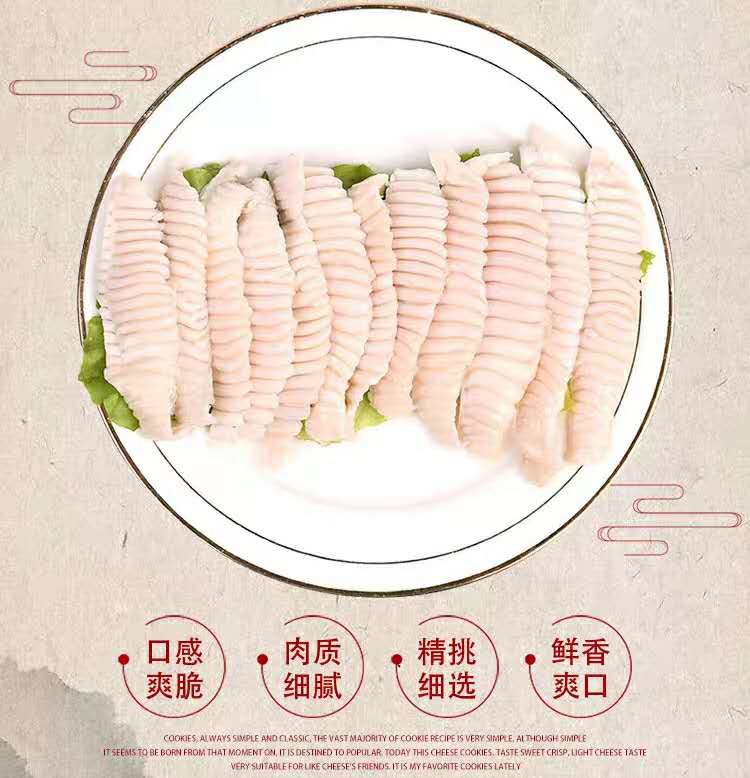 口感
爽脆
肉质
细腻
精挑
细选
鲜香
爽口
COOKIES, ALWAYS SIMPLE AND CLASSIC, THE VAST MAJORITY OF COOKIE RECIPE IS VERY SIMPLE, ALTHOUGH SIMPLE
IT SEEMS TO BE BORN FROM THAT MOMENT ON, IT IS DESTINED TO POPULAR. TODAY THIS CHEESE COOKIES. TASTE SWEET CRISP, LIGHT CHEESE TASTE
VERY SUITABLE FOR LIKE CHEESE'S FRIENDS. IT IS MY FAVORITE COOKIES LATELY